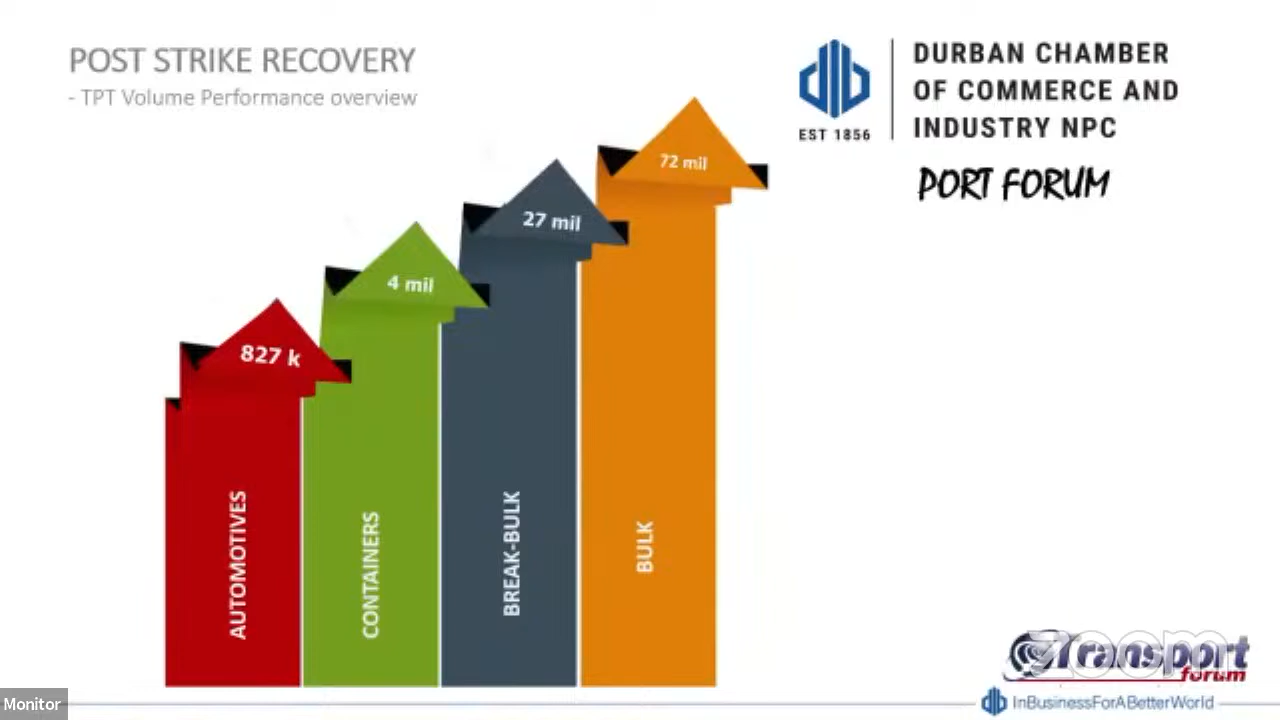 POST STRIKE RECOVERY
- TPT Volume Performance overview
DURBAN CHAMBER
OF COMMERCE AND
INDUSTRY NPC
EST 1856
PORT FORUM
827 k
4 mil
27 mil
72 mil
AUTOMOTIVES
CONTAINERS
BREAK-BULK
BULK
zoom
Transport
forum
InBusinessForABetterWorld
Monitor